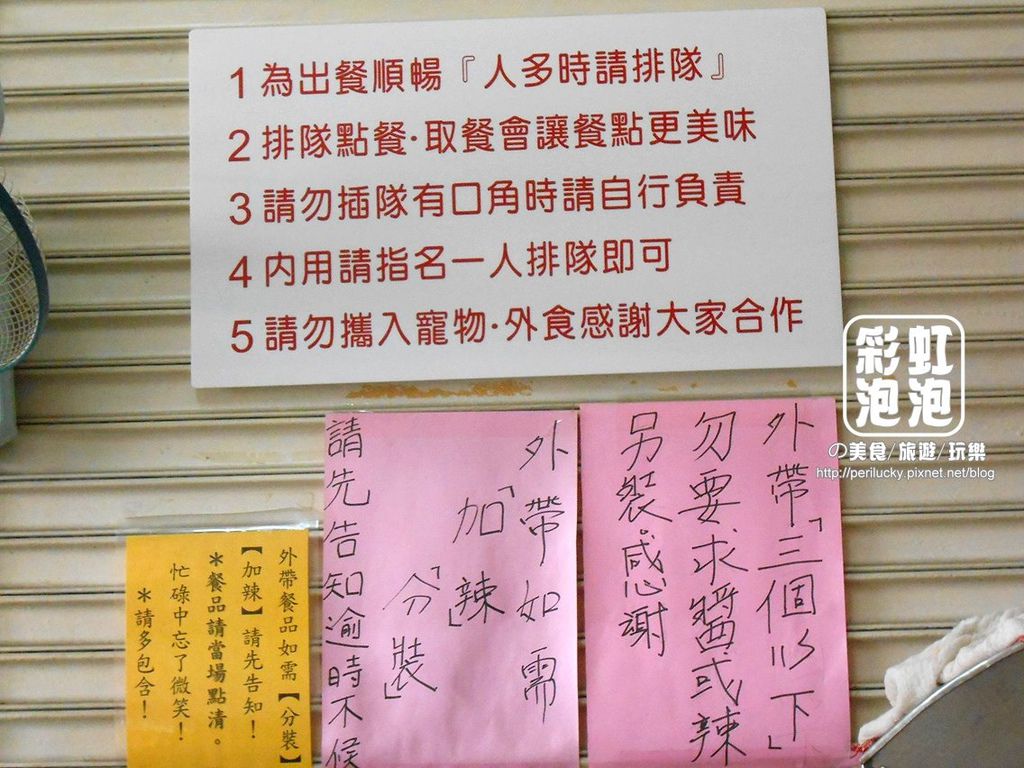 1 為出餐順暢『人多時請排隊』
2 排隊點餐·取餐會讓餐點更美味
3 請勿插隊有口角時請自行負責
4 內用請指名一人排隊即可
5 請勿攜入寵物·外食感謝大家合作
彩虹
泡泡
の美食/旅遊/玩樂
http://perilucky.pixnet.net/blog
外帶「三個以下」
勿要求醬或辣
另裝.感謝
外帶如需
加「辣」
「分裝」
請先告知逾時不候
外帶餐品如需【分裝】
【加辣】請先告知！
＊餐品請當場點清。
忙碌中忘了微笑！
＊請多包含！